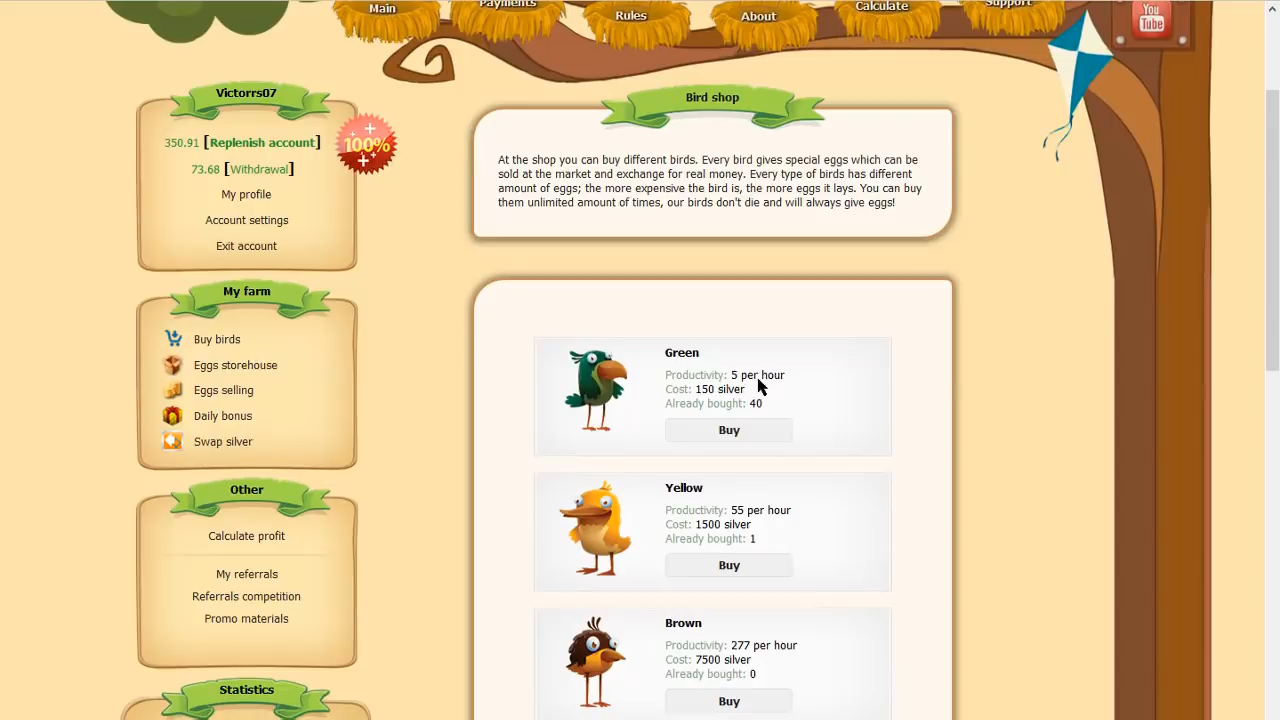 Main
Payments
Rules
About
Calculate
Support
You
Tube
Victorrs07
350.91 [Replenish account]
100%
73.68 [Withdrawal]
My profile
Account settings
Exit account
My farm
Buy birds
Eggs storehouse
Eggs selling
Daily bonus
Swap silver
Other
Calculate profit
My referrals
Referrals competition
Promo materials
Statistics
Bird shop
At the shop you can buy different birds. Every bird gives special eggs which can be
sold at the market and exchange for real money. Every type of birds has different
amount of eggs; the more expensive the bird is, the more eggs it lays. You can buy
them unlimited amount of times, our birds don't die and will always give eggs!
Green
Productivity: 5 per hour
Cost: 150 silver
Already bought: 40
Buy
Yellow
Productivity: 55 per hour
Cost: 1500 silver
Already bought: 1
Buy
Brown
Productivity: 277 per hour
Cost: 7500 silver
Already bought: 0
Buy